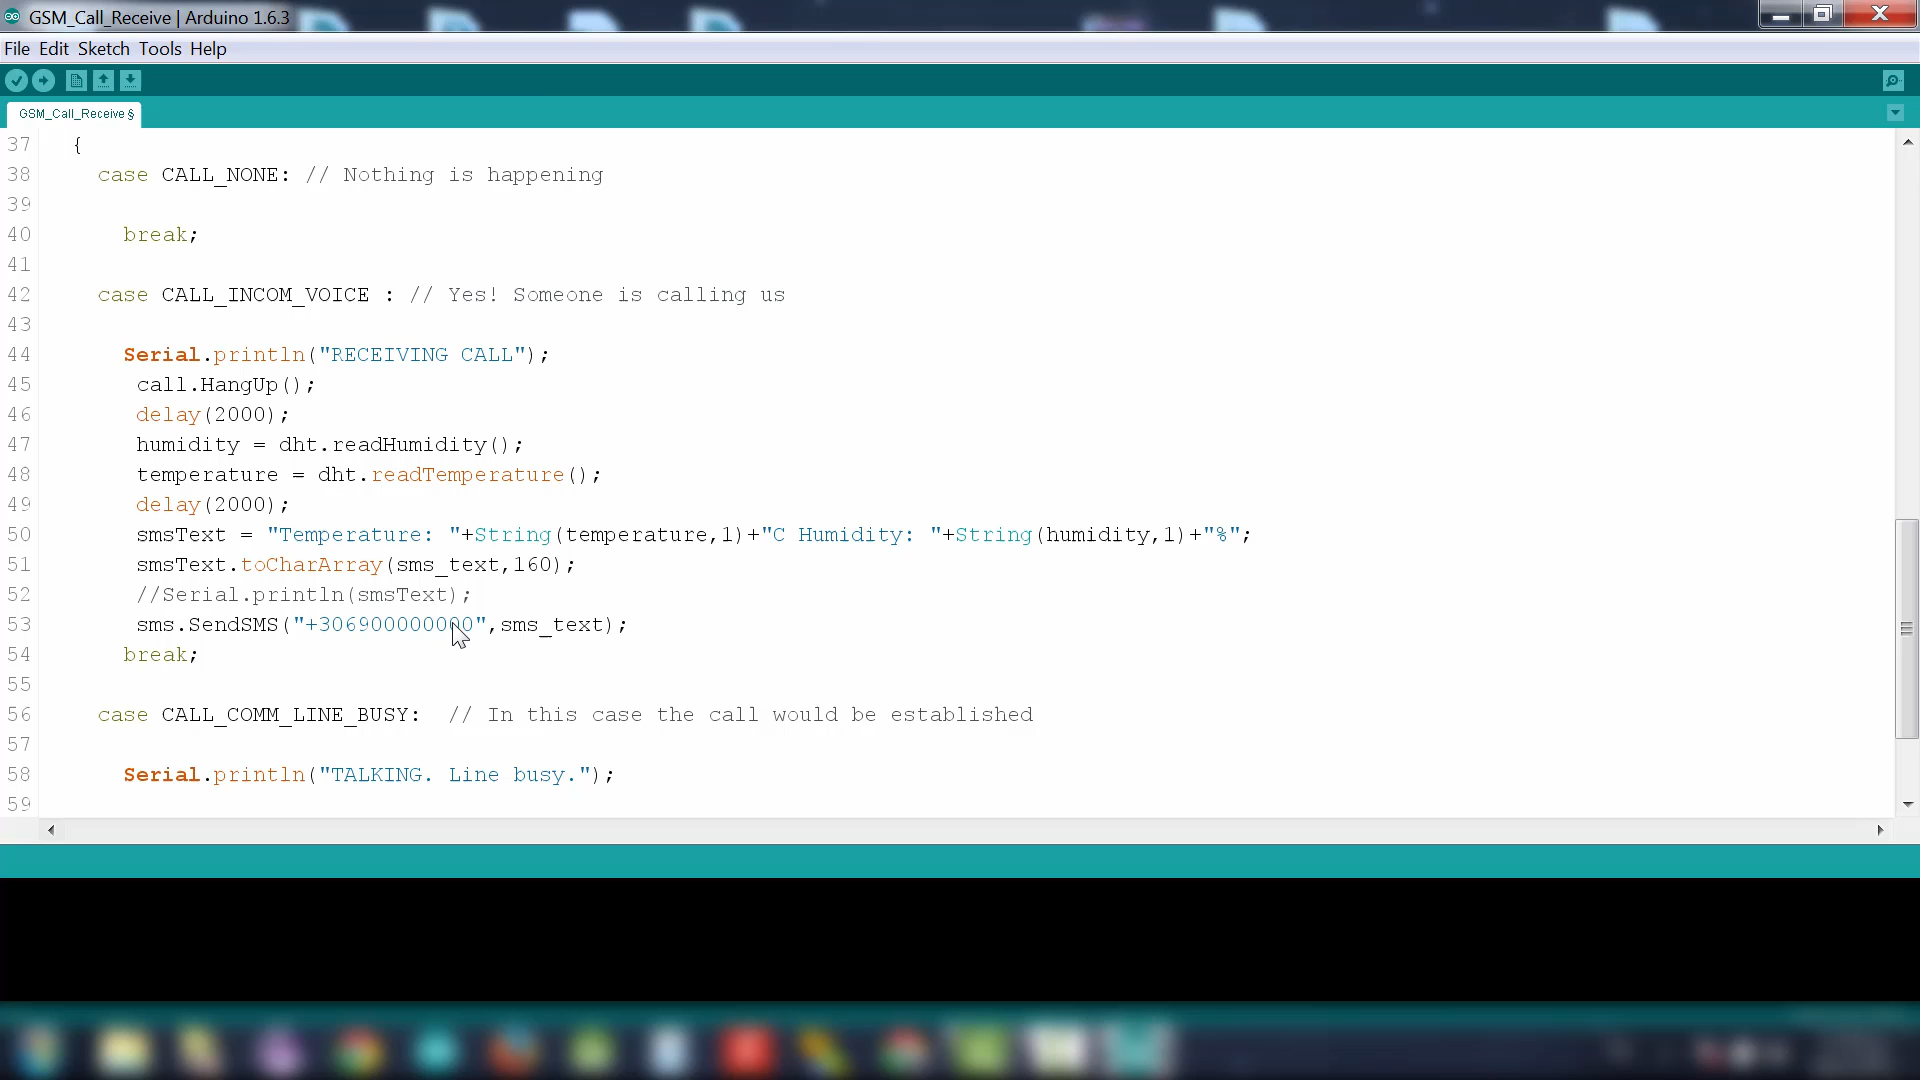 GSM_Call_Receive | Arduino 1.6.3
File Edit Sketch Tools Help
GSM_Call_Receive §
37 {
38 case CALL_NONE: // Nothing is happening
39
40 break;
41
42 case CALL_INCOM_VOICE : // Yes! Someone is calling us
43
44 Serial.println("RECEIVING CALL");
45 call.HangUp();
46 delay(2000);
47 humidity = dht.readHumidity();
48 temperature = dht.readTemperature();
49 delay(2000);
50 smsText = "Temperature: "+String(temperature,1)+"C Humidity: "+String(humidity,1)+"%";
51 smsText.toCharArray(sms_text,160);
52 //Serial.println(smsText);
53 sms.SendSMS("+306900000000",sms_text);
54 break;
55
56 case CALL_COMM_LINE_BUSY: // In this case the call would be established
57
58 Serial.println("TALKING. Line busy.");
59